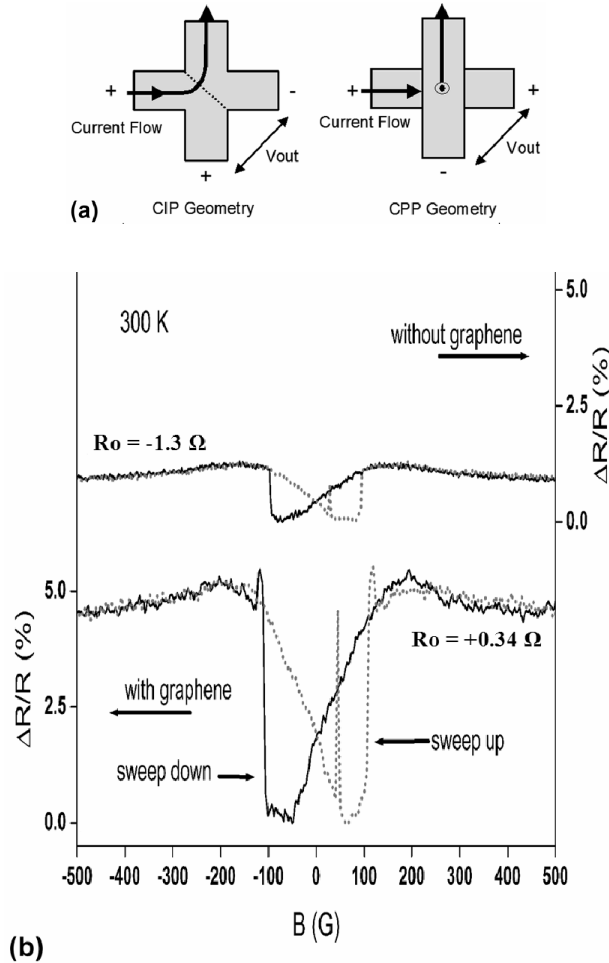 +
-
Current Flow
Vout
+
CIP Geometry
+
+
Current Flow
Vout
-
CPP Geometry
(a)
300 K
without graphene
5.0
2.5
0.0
ΔR/R (%)
Ro = -1.3 Ω
5.0
2.5
0.0
ΔR/R (%)
Ro = +0.34 Ω
with graphene
sweep down
sweep up
-500 -400 -300 -200 -100 0 100 200 300 400 500
B (G)
(b)